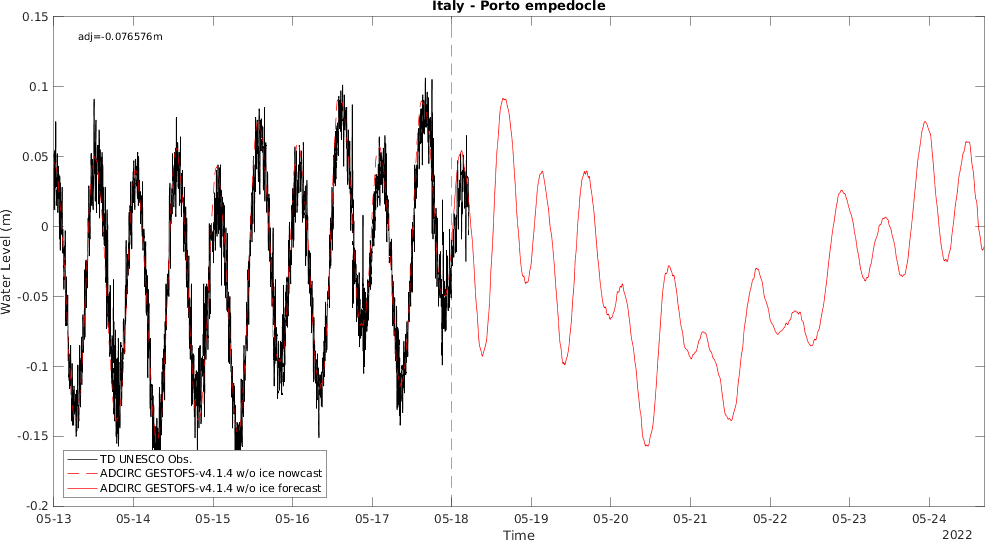 Italy - Porto empedocle
adj=-0.076576m
0.15
0.1
0.05
0
-0.05
-0.1
-0.15
-0.2
Water Level (m)
TD UNESCO Obs.
ADCIRC GESTOFS-v4.1.4 w/o ice nowcast
ADCIRC GESTOFS-v4.1.4 w/o ice forecast
05-13 05-14 05-15 05-16 05-17 05-18 05-19 05-20 05-21 05-22 05-23 05-24
Time
2022